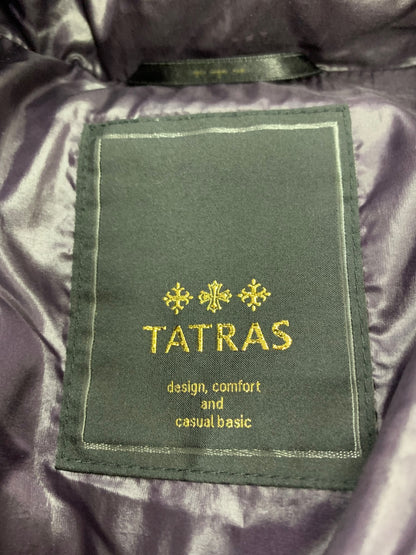 TATRAS
design, comfort
and
casual basic